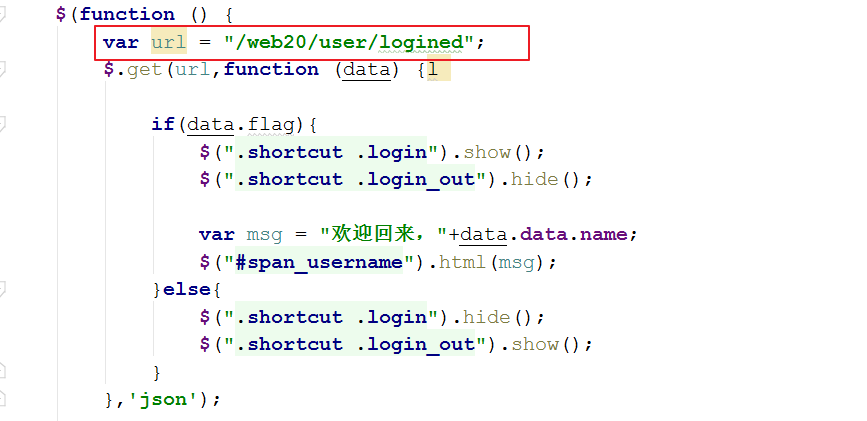 $(function () {
var url = "/web20/user/logined";
$.get(url,function (data) {l
if(data.flag){
$(".shortcut .login").show();
$(".shortcut .login_out").hide();
var msg = "欢迎回来，"+data.data.name;
$("#span_username").html(msg);
}else{
$(".shortcut .login").hide();
$(".shortcut .login_out").show();
}
},'json');